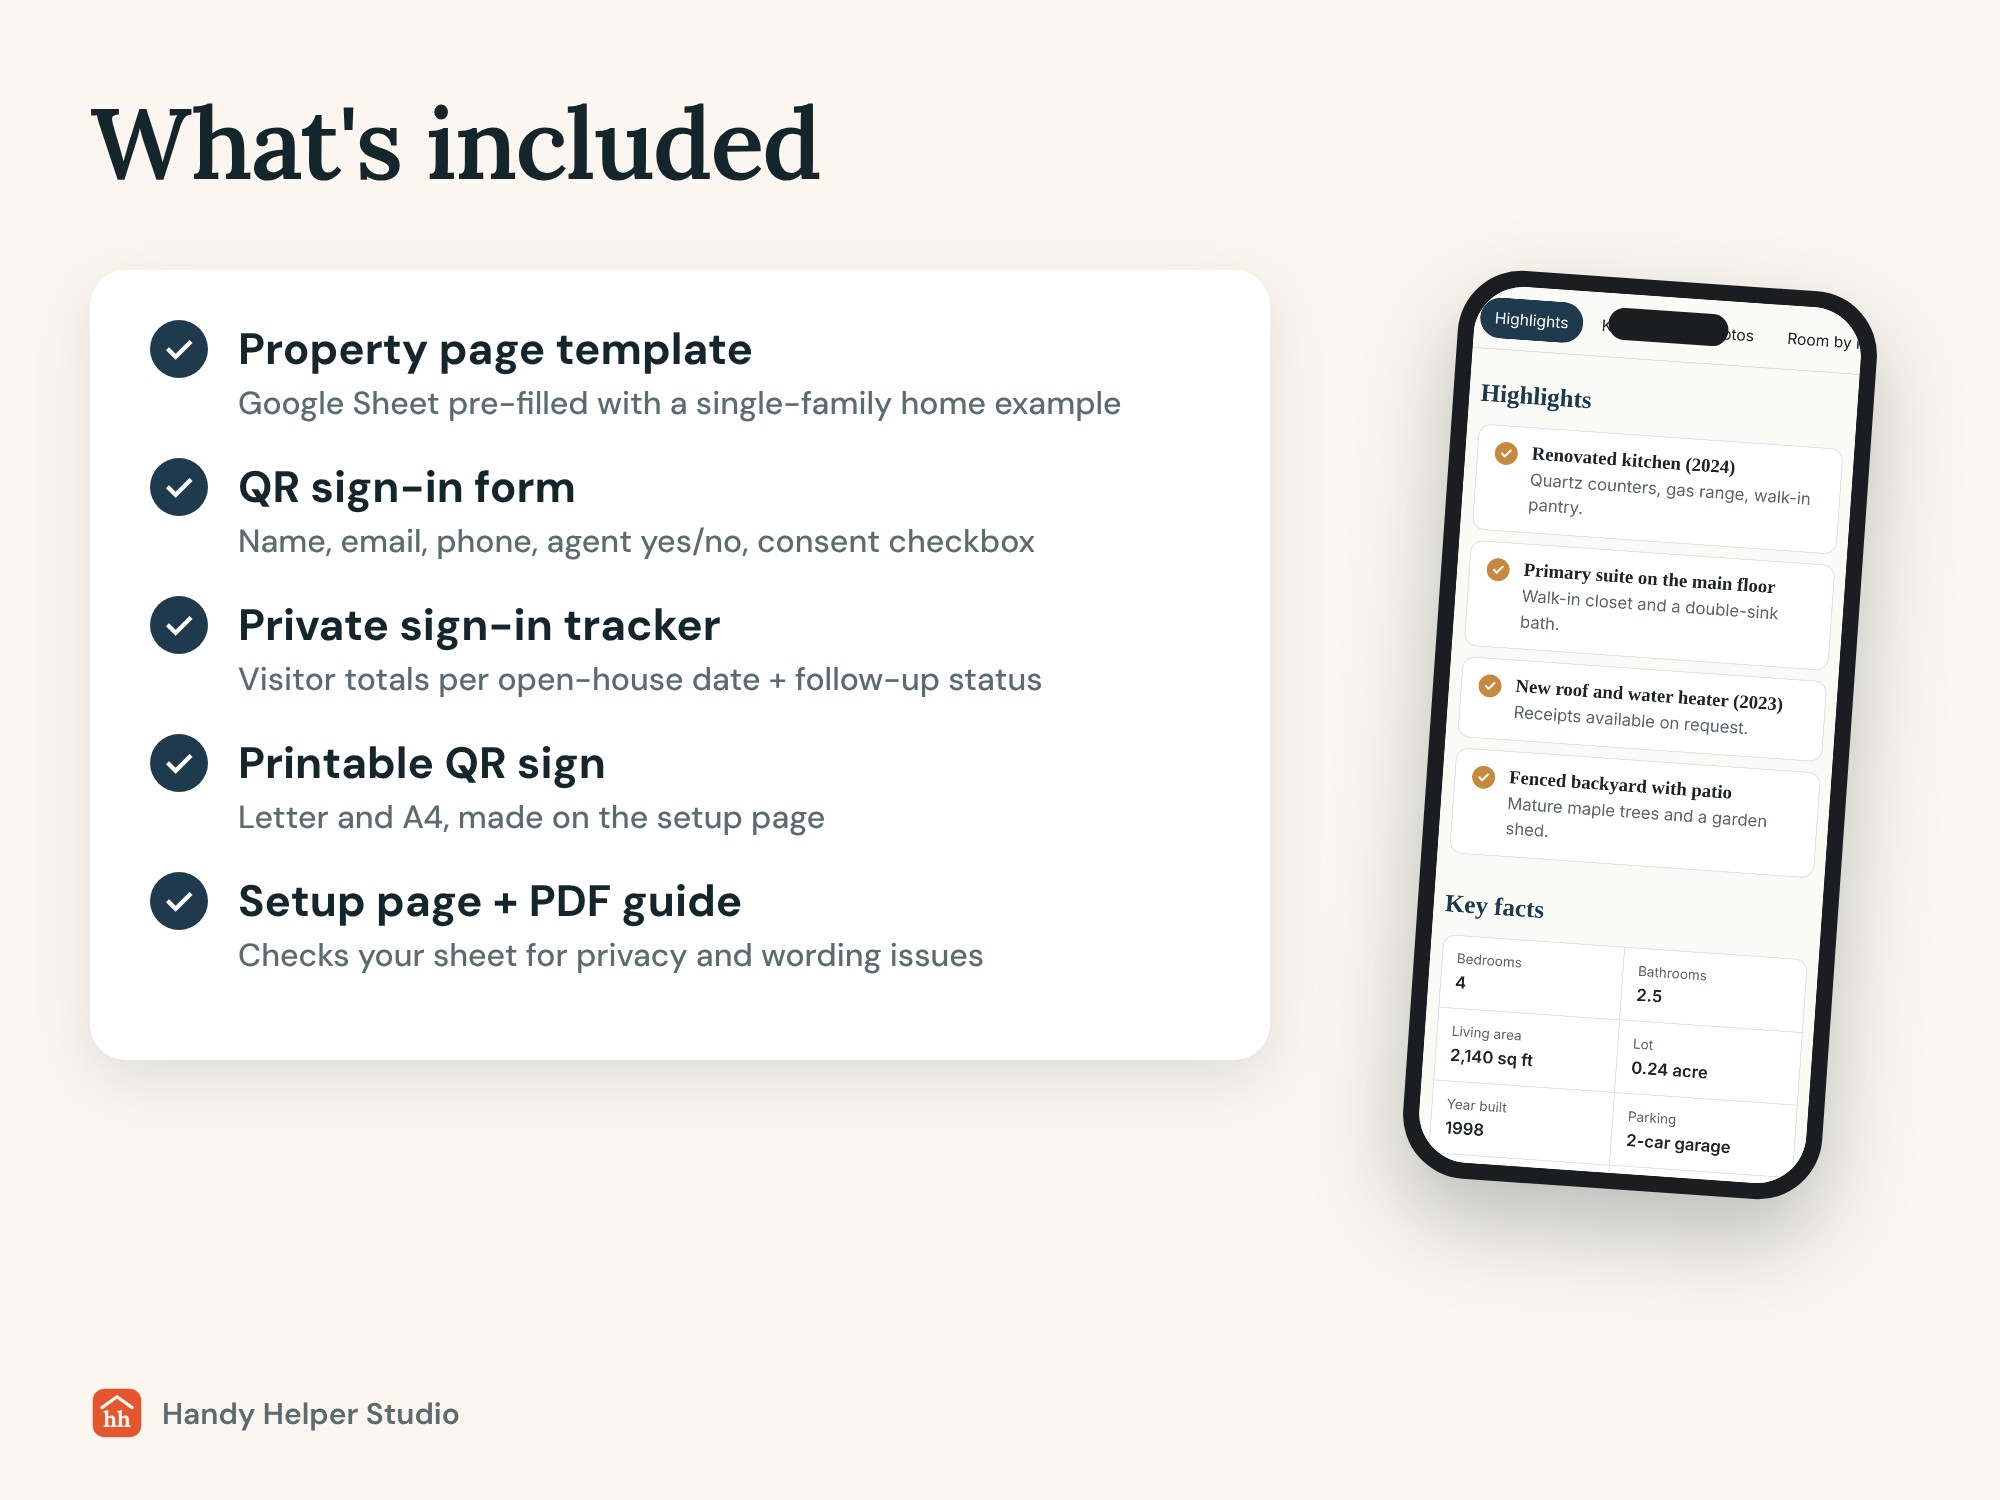 What's included
Property page template
Google Sheet pre-filled with a single-family home example
QR sign-in form
Name, email, phone, agent yes/no, consent checkbox
Private sign-in tracker
Visitor totals per open-house date + follow-up status
Printable QR sign
Letter and A4, made on the setup page
Setup page + PDF guide
Checks your sheet for privacy and wording issues
Highlights
Room by
Highlights
Renovated kitchen (2024)
Quartz counters, gas range, walk-in
pantry.
Primary suite on the main floor
Walk-in closet and a double-sink
bath.
New roof and water heater (2023)
Receipts available on request.
Fenced backyard with patio
Mature maple trees and a garden
shed.
Key facts
Bedrooms
4
Bathrooms
2.5
Living area
2,140 sq ft
Lot
0.24 acre
Year built
1998
Parking
2-car garage
hh
Handy Helper Studio